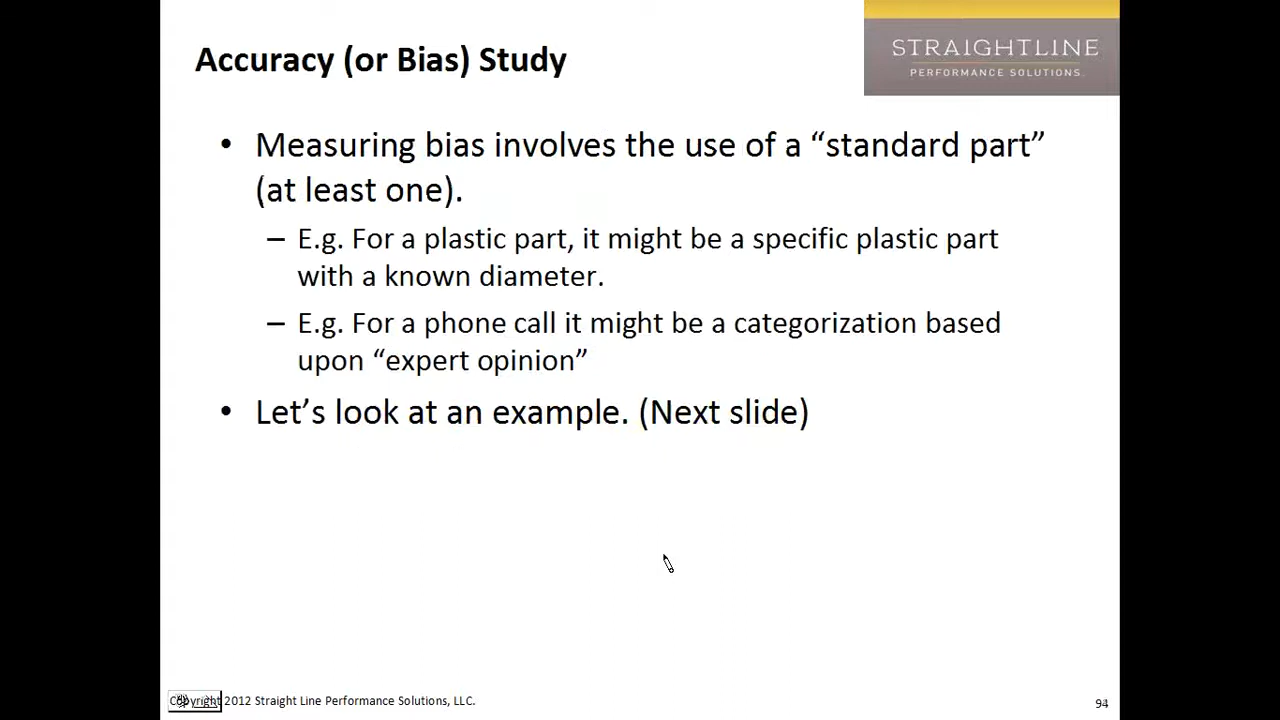 Accuracy (or Bias) Study
STRAIGHTLINE
PERFORMANCE SOLUTIONS.
• Measuring bias involves the use of a “standard part”
(at least one).
– E.g. For a plastic part, it might be a specific plastic part
with a known diameter.
– E.g. For a phone call it might be a categorization based
upon “expert opinion”
• Let’s look at an example. (Next slide)
Copyright 2012 Straight Line Performance Solutions, LLC.